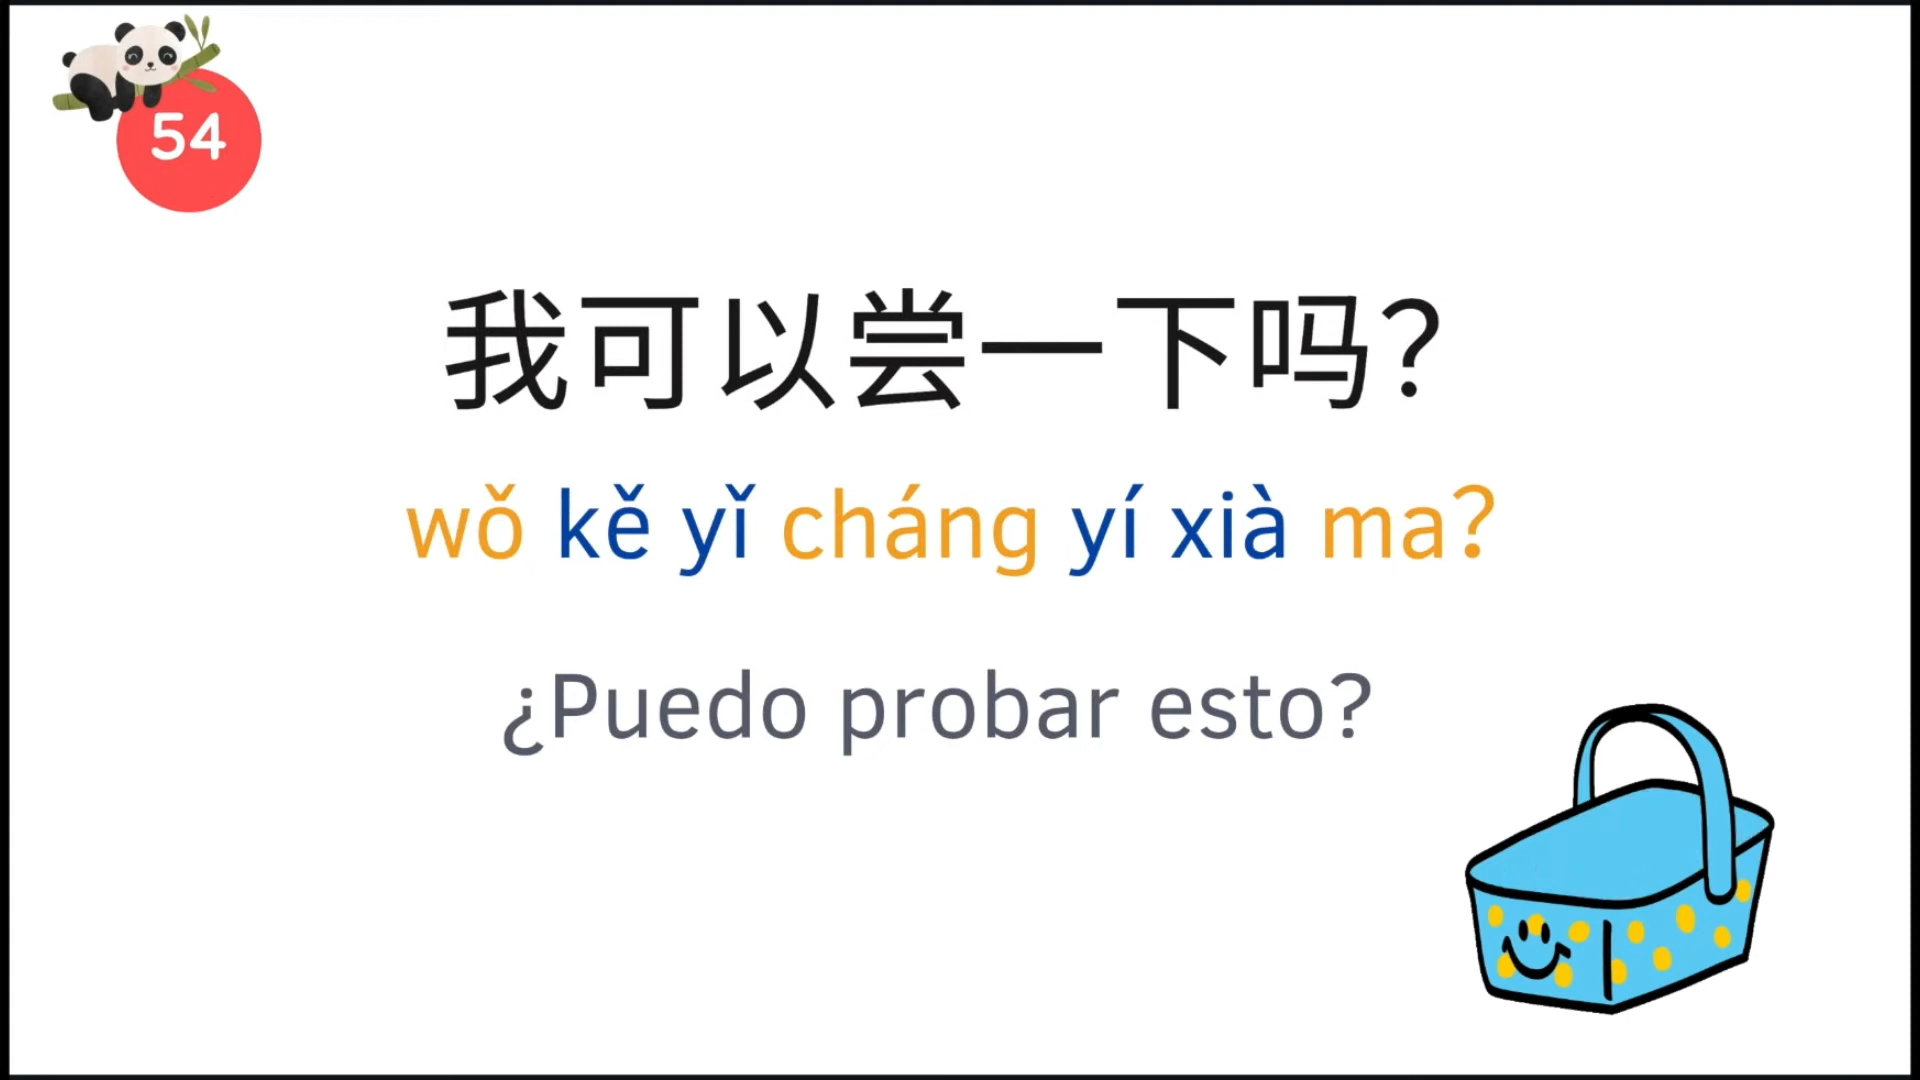 54
我可以尝一下吗？
wǒ kě yǐ cháng yí xià ma?
¿Puedo probar esto?